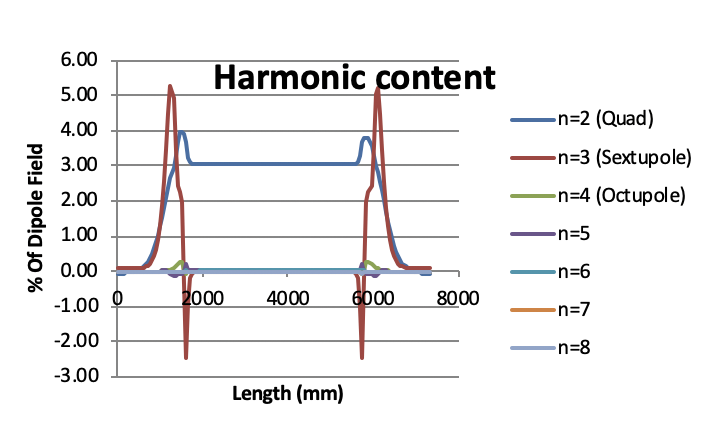 Harmonic content
6.00
5.00
4.00
3.00
2.00
1.00
0.00
-1.00
-2.00
-3.00
% Of Dipole Field
0 2000 4000 6000 8000
Length (mm)
n=2 (Quad)
n=3 (Sextupole)
n=4 (Octupole)
n=5
n=6
n=7
n=8